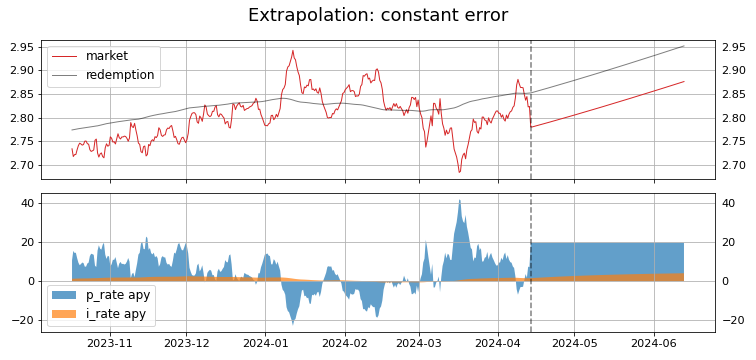 Extrapolation: constant error
2.95 2.95
market
2.90 2.90
redemption
2.85 2.85
2.80 2.80
2.75 2.75
2.70 2.70
40 40
20 20
0 0
p_rate apy
i_rate apy
−20 −20
2023-11 2023-12 2024-01 2024-02 2024-03 2024-04 2024-05 2024-06